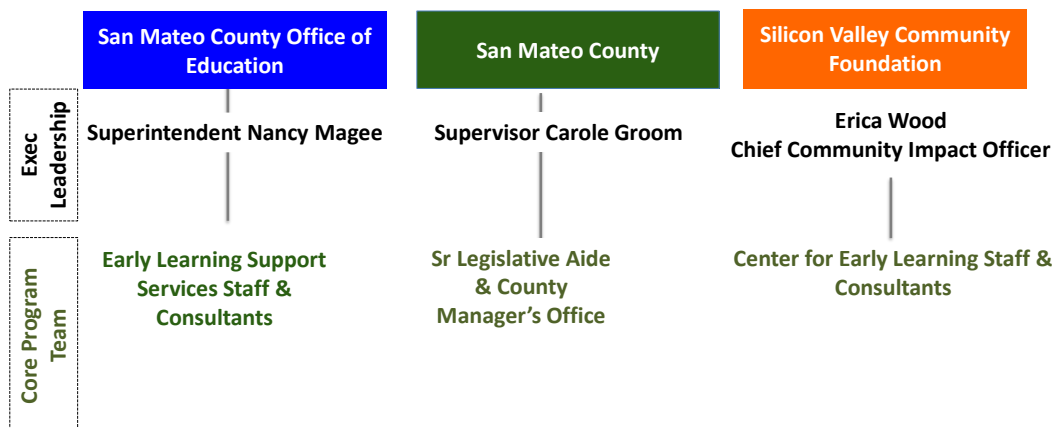 San Mateo County Office of
Education
San Mateo County
Silicon Valley Community
Foundation
Exec
Leadership
Superintendent Nancy Magee
Supervisor Carole Groom
Erica Wood
Chief Community Impact Officer
Core Program
Team
Early Learning Support
Services Staff &
Consultants
Sr Legislative Aide
& County
Manager's Office
Center for Early Learning Staff &
Consultants